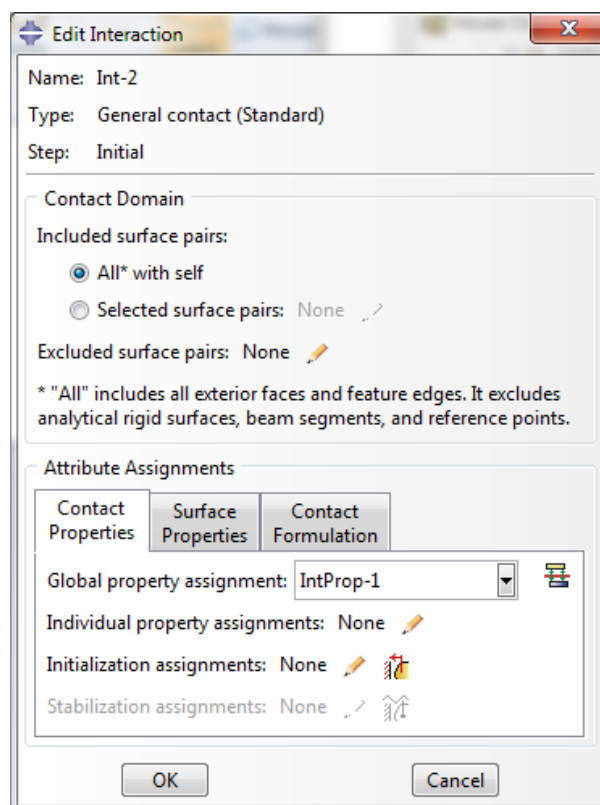 Edit Interaction
Name: Int-2
Type: General contact (Standard)
Step: Initial
Contact Domain
Included surface pairs:
All* with self
Selected surface pairs: None
Excluded surface pairs: None
* "All" includes all exterior faces and feature edges. It excludes
analytical rigid surfaces, beam segments, and reference points.
Attribute Assignments
Contact Properties
Surface Properties
Contact Formulation
Global property assignment: IntProp-1
Individual property assignments: None
Initialization assignments: None
Stabilization assignments: None
OK
Cancel